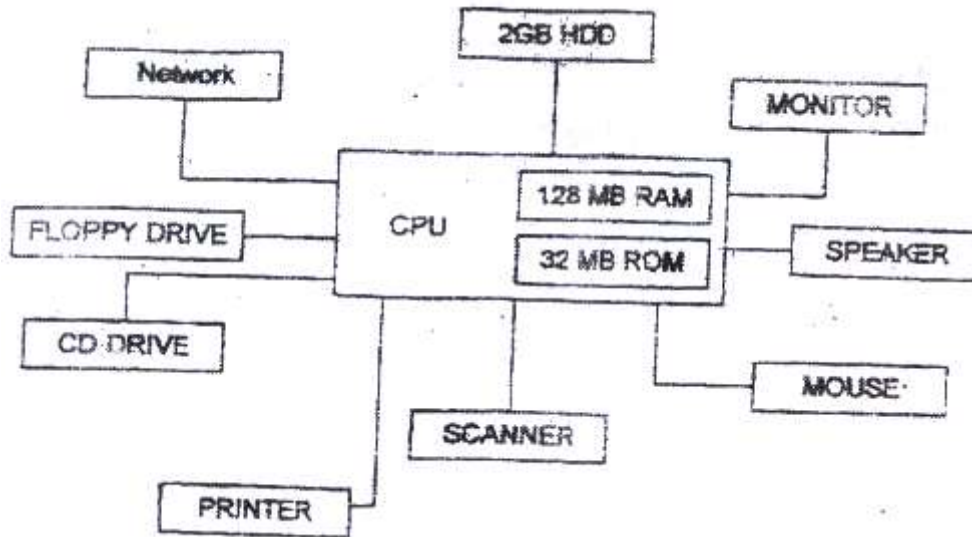 2GB HDD
Network
MONITOR
128 MB RAM
CPU
FLOPPY DRIVE
32 MB ROM
SPEAKER
CD DRIVE
MOUSE
SCANNER
PRINTER